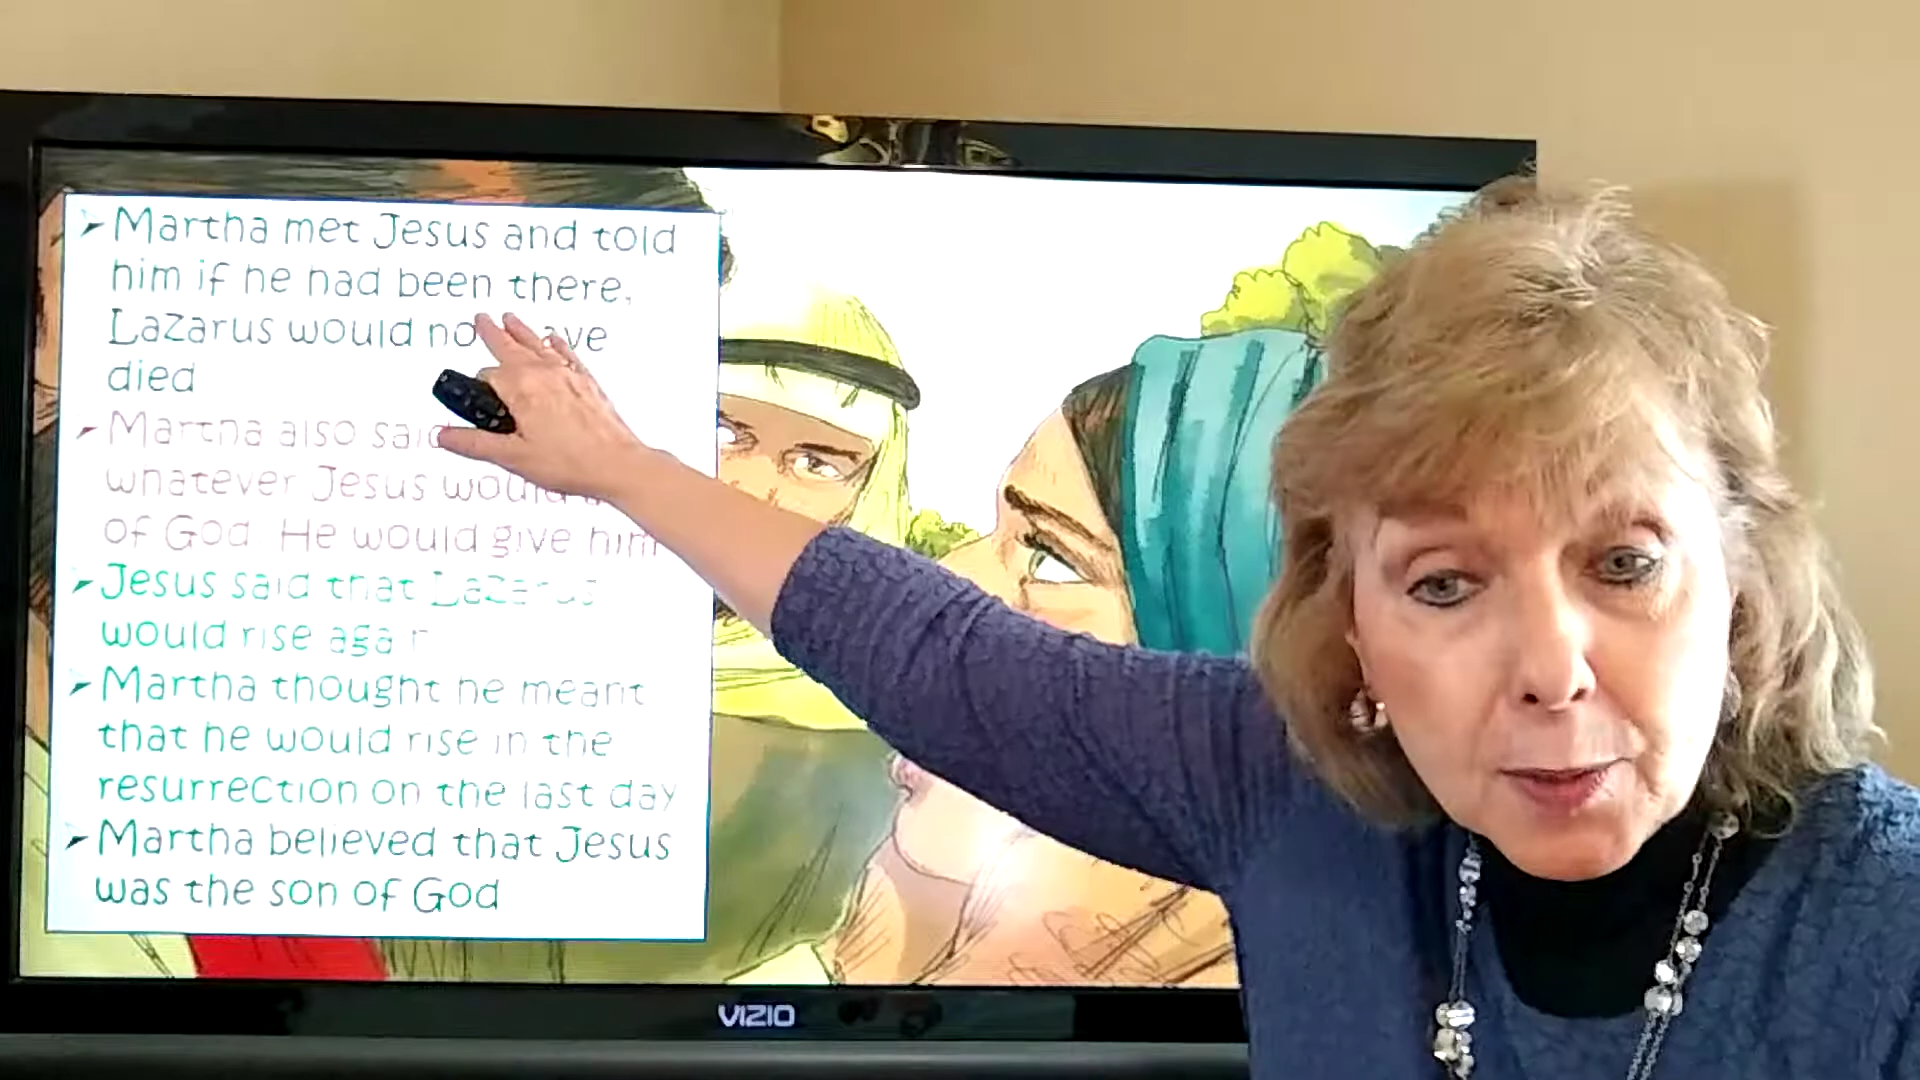 Martha met Jesus and told
him if he had been there,
Lazarus would no ave
died
Martha also said
whatever Jesus would
of God. He would give him
Jesus said that Lazarus
would rise again
Martha thought he meant
that he would rise in the
resurrection on the last day
Martha believed that Jesus
was the son of God
VIZIO